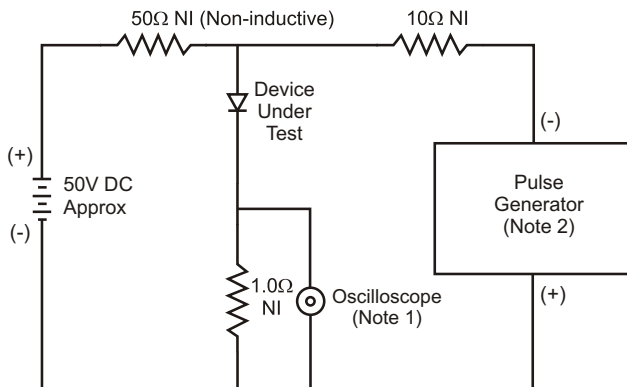 50Ω NI (Non-inductive)
10Ω NI
Device
Under
Test
(+)
50V DC
Approx
(-)
(-)
Pulse
Generator
(Note 2)
(+)
1.0Ω
NI
Oscilloscope
(Note 1)